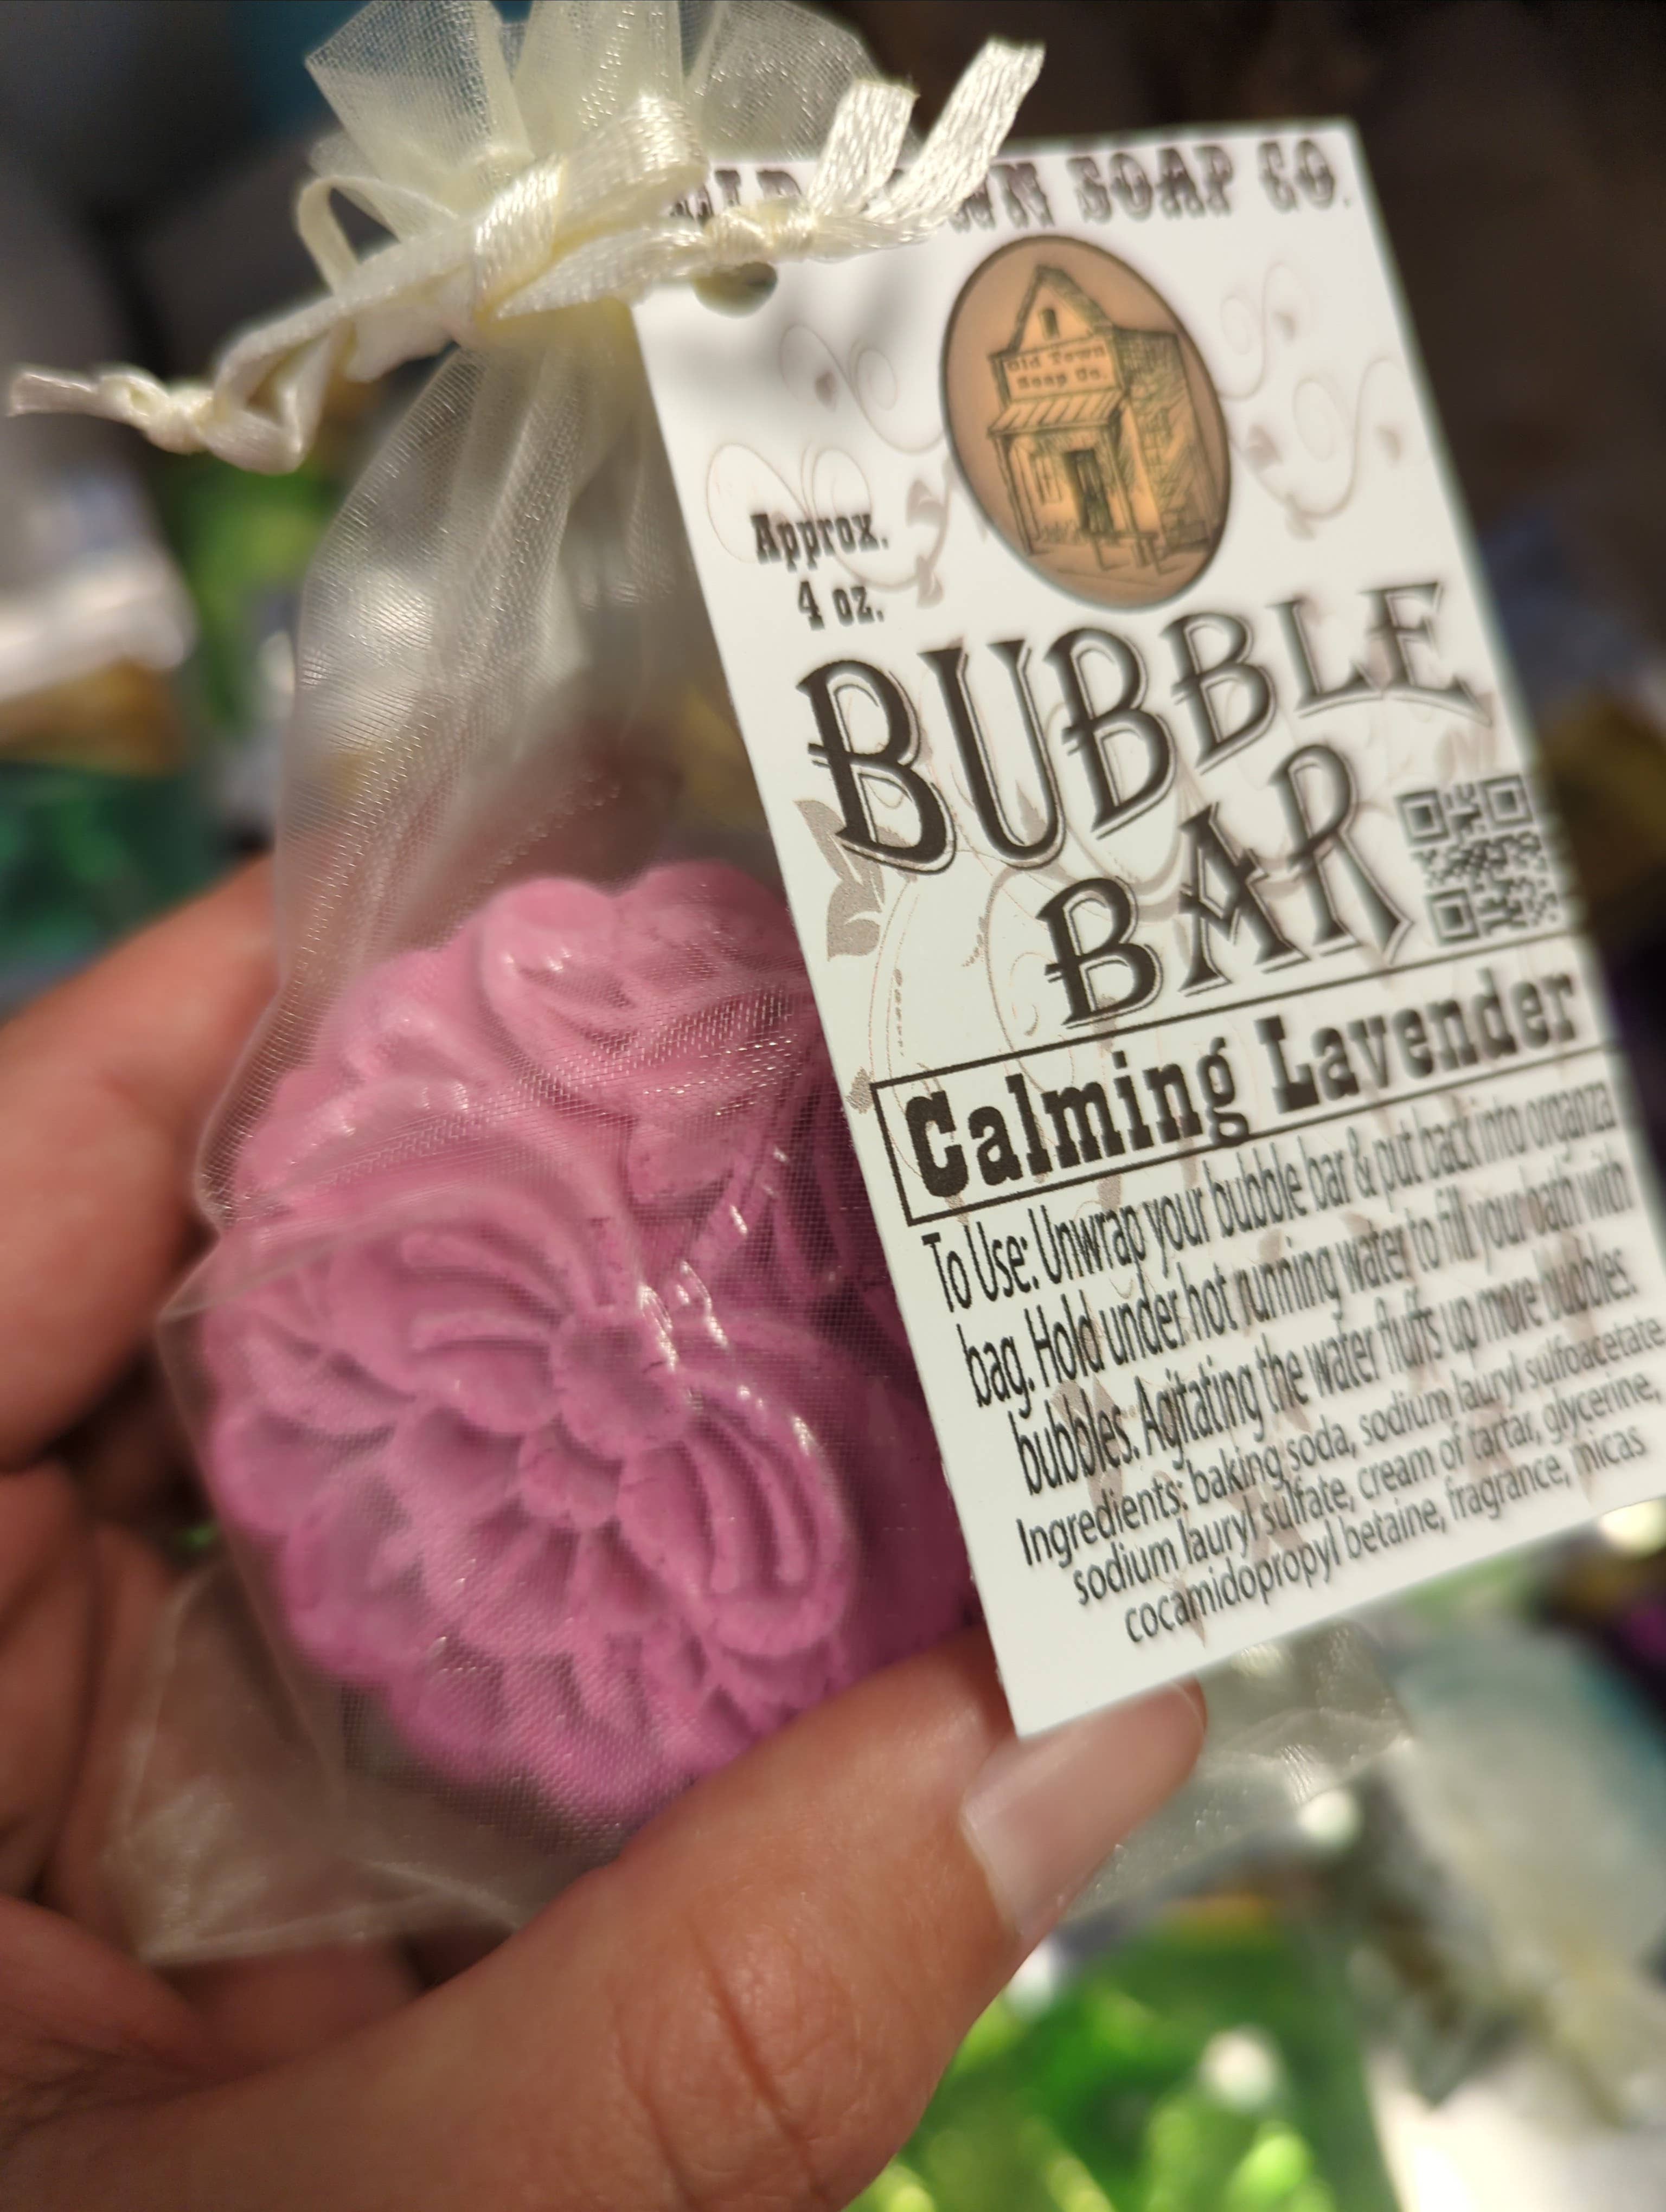 WN SOAP CO.
Old Town
Soap Co.
Approx.
4 oz.
BUBBLE
BAR
Calming Lavender
To Use: Unwrap your bubble bar & put back into organza
bag. Hold under hot running water to fill your bath with
bubbles. Agitating the water fluffs up more bubbles.
Ingredients: baking soda, sodium lauryl sulfoacetate
sodium lauryl sulfate, cream of tartar, glycerine,
cocamidopropyl betaine, fragrance, micas